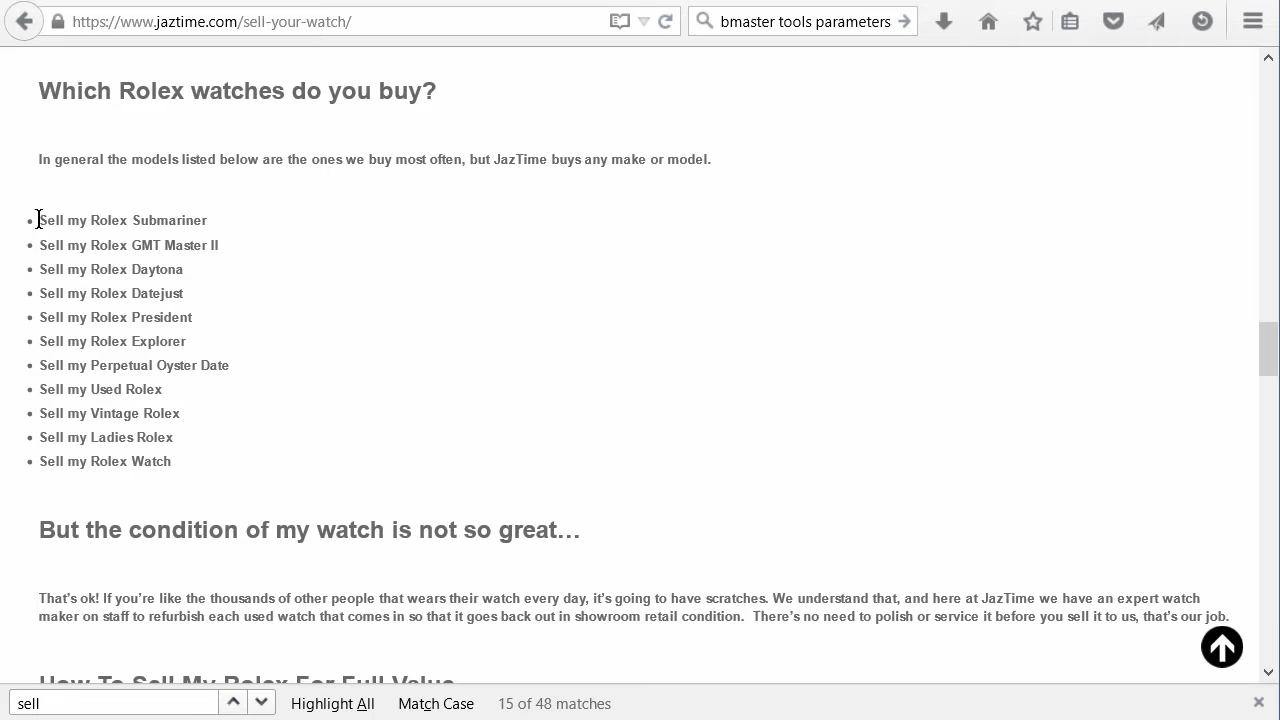 https://www.jaztime.com/sell-your-watch/
bmaster tools parameters
Which Rolex watches do you buy?
In general the models listed below are the ones we buy most often, but JazTime buys any make or model.
• Sell my Rolex Submariner
• Sell my Rolex GMT Master II
• Sell my Rolex Daytona
• Sell my Rolex Datejust
• Sell my Rolex President
• Sell my Rolex Explorer
• Sell my Perpetual Oyster Date
• Sell my Used Rolex
• Sell my Vintage Rolex
• Sell my Ladies Rolex
• Sell my Rolex Watch
But the condition of my watch is not so great…
That's ok! If you're like the thousands of other people that wears their watch every day, it's going to have scratches. We understand that, and here at JazTime we have an expert watch
maker on staff to refurbish each used watch that comes in so that it goes back out in showroom retail condition.  There's no need to polish or service it before you sell it to us, that's our job.
How To Sell My Rolex For Full Value
sell
Highlight All
Match Case
15 of 48 matches